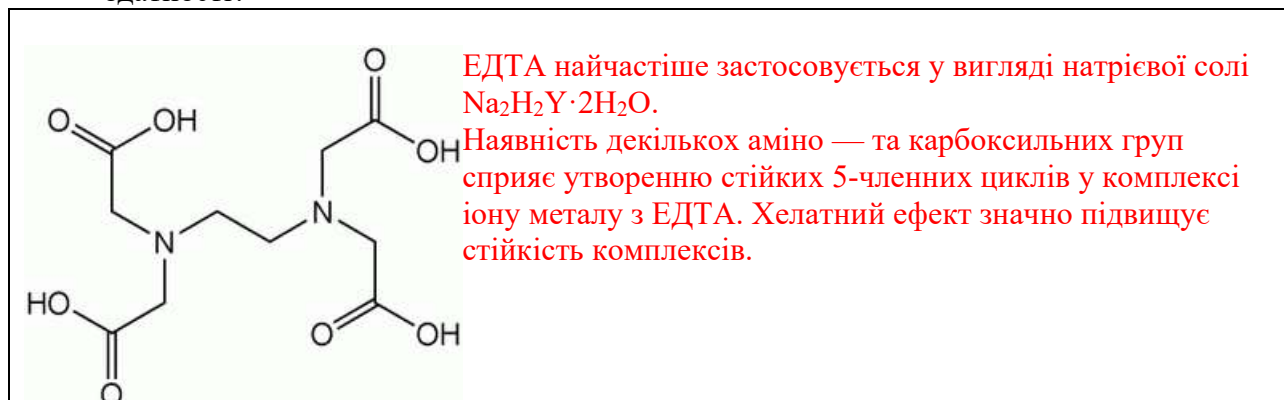 ЕДТА найчастіше застосовується у вигляді натрієвої солі
Na₂H₂Y·2H₂O.
Наявність декількох аміно — та карбоксильних груп
сприяє утворенню стійких 5-членних циклів у комплексі
іону металу з ЕДТА. Хелатний ефект значно підвищує
стійкість комплексів.
O
OH
O
OH
N
N
HO
O
O
OH